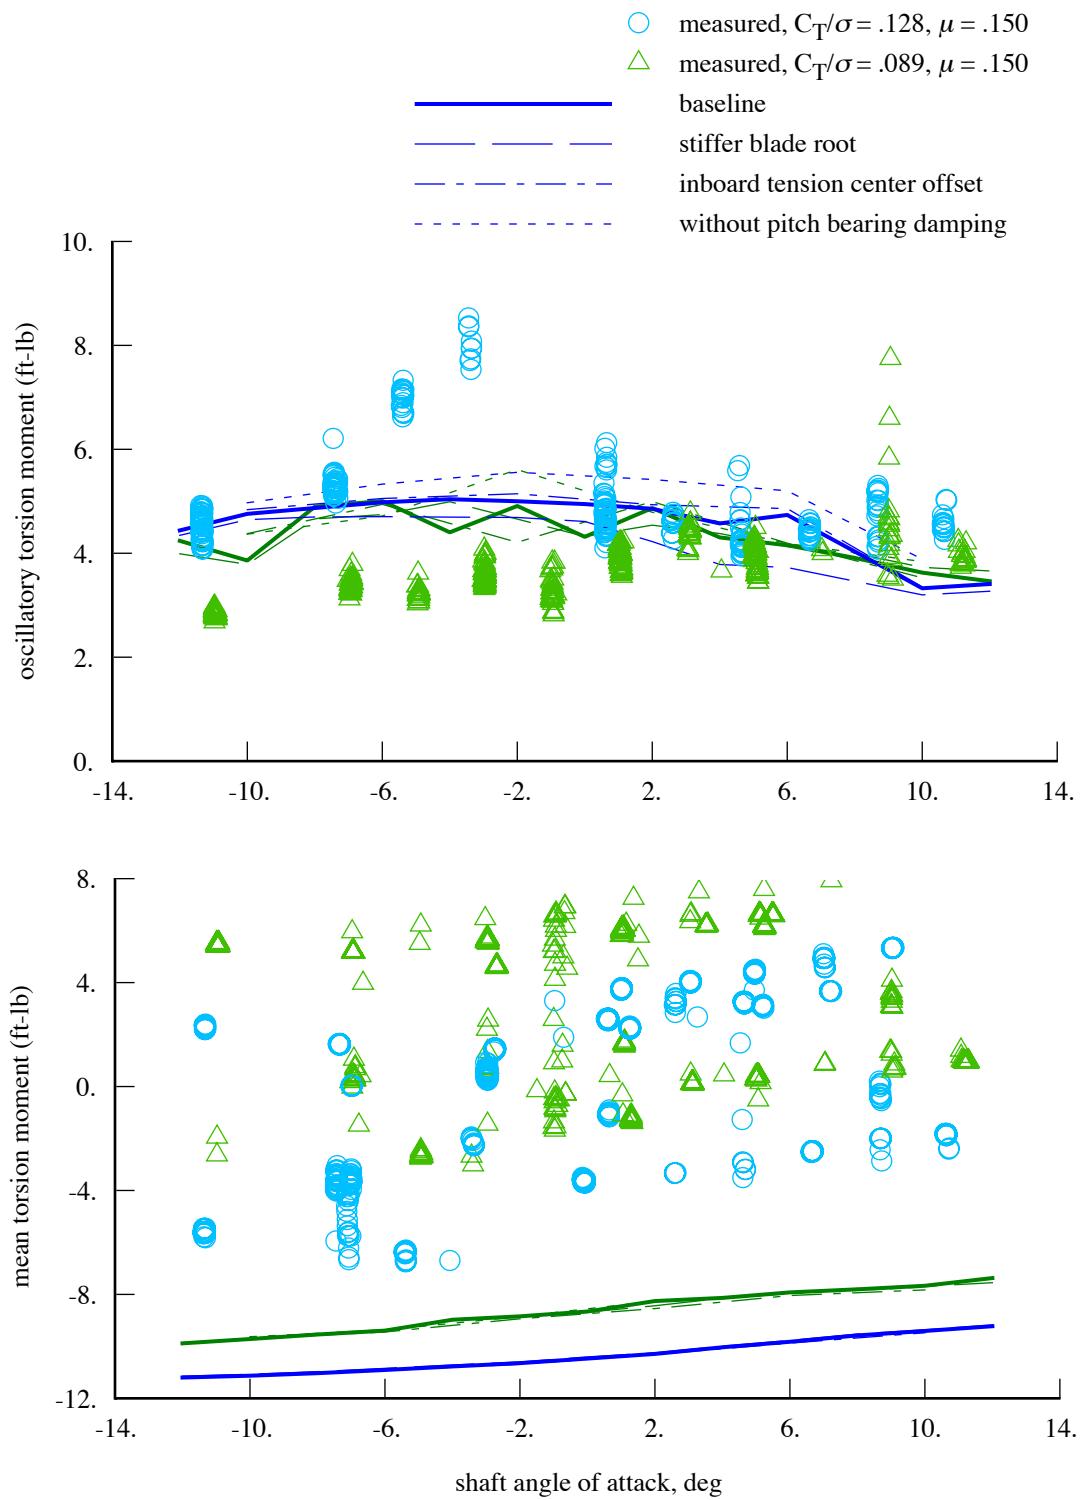 measured, C_T/σ = .128, μ = .150
measured, C_T/σ = .089, μ = .150
baseline
stiffer blade root
inboard tension center offset
without pitch bearing damping
10.
8.
6.
4.
2.
0.
oscillatory torsion moment (ft-lb)
-14. -10. -6. -2. 2. 6. 10. 14.
8.
4.
0.
-4.
-8.
-12.
mean torsion moment (ft-lb)
-14. -10. -6. -2. 2. 6. 10. 14.
shaft angle of attack, deg